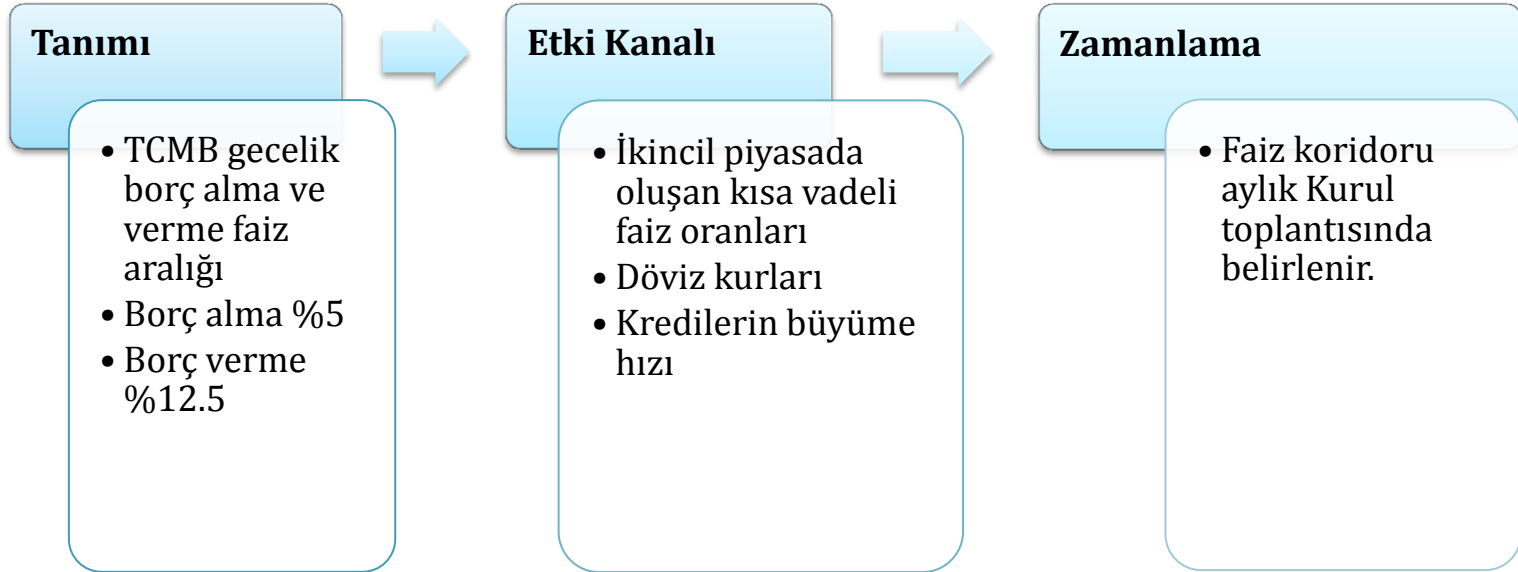 Tanımı
• TCMB gecelik
borç alma ve
verme faiz
aralığı
• Borç alma %5
• Borç verme
%12.5
Etki Kanalı
• İkincil piyasada
oluşan kısa vadeli
faiz oranları
• Döviz kurları
• Kredilerin büyüme
hızı
Zamanlama
• Faiz koridoru
aylık Kurul
toplantısında
belirlenir.